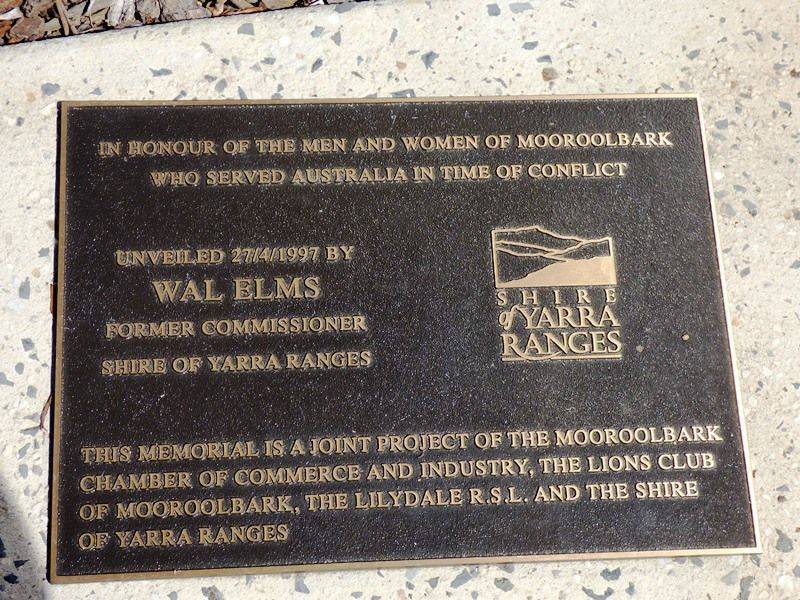 IN HONOUR OF THE MEN AND WOMEN OF MOOROOLBARK
WHO SERVED AUSTRALIA IN TIME OF CONFLICT
UNVEILED 27/4/1997 BY
WAL ELMS
FORMER COMMISSIONER
SHIRE OF YARRA RANGES
SHIRE
of YARRA
RANGES
THIS MEMORIAL IS A JOINT PROJECT OF THE MOOROOLBARK
CHAMBER OF COMMERCE AND INDUSTRY, THE LIONS CLUB
OF MOOROOLBARK, THE LILYDALE R.S.L. AND THE SHIRE
OF YARRA RANGES